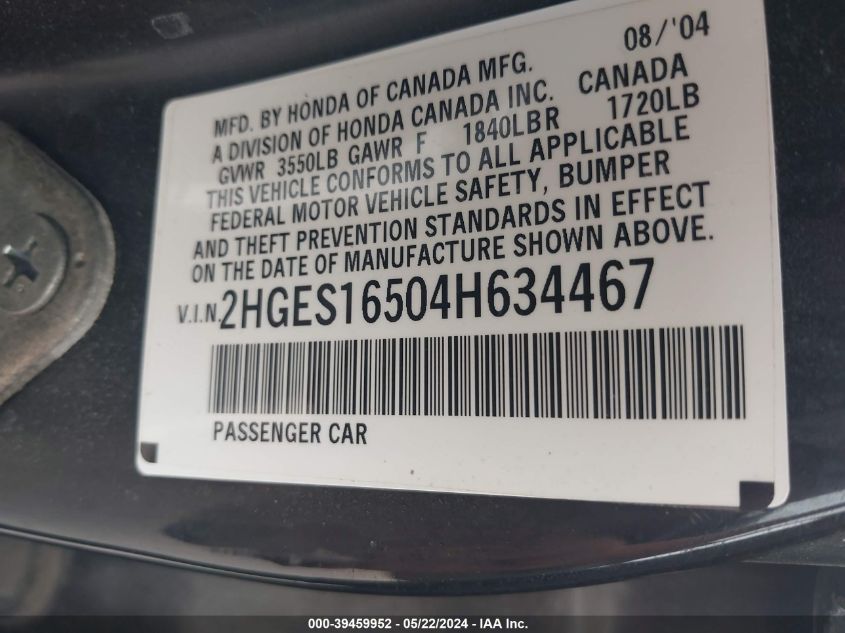 08/'04
MFD. BY HONDA OF CANADA MFG.
A DIVISION OF HONDA CANADA INC. CANADA
GVWR 3550LB GAWR F 1840LBR 1720LB
THIS VEHICLE CONFORMS TO ALL APPLICABLE
FEDERAL MOTOR VEHICLE SAFETY, BUMPER
AND THEFT PREVENTION STANDARDS IN EFFECT
ON THE DATE OF MANUFACTURE SHOWN ABOVE.
V.I.N. 2HGES16504H634467
PASSENGER CAR
000-39459952 - 05/22/2024 - IAA Inc.